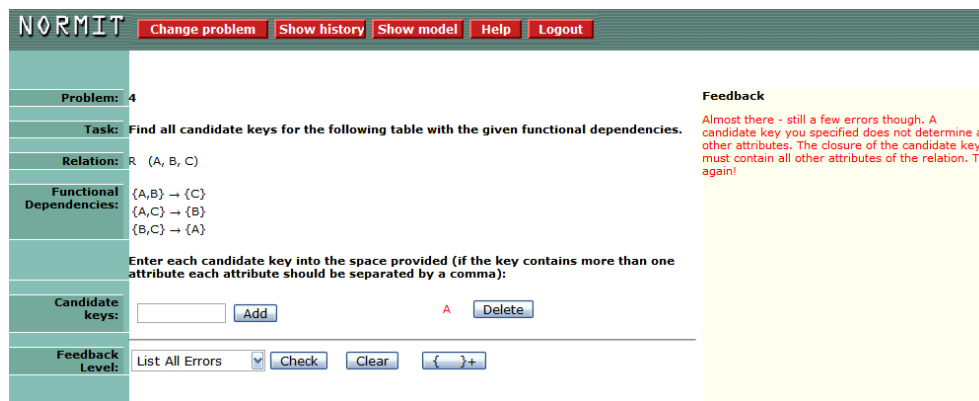 NORMIT
Change problem Show history Show model Help Logout
Problem: 4
Task: Find all candidate keys for the following table with the given functional dependencies.
Relation: R (A, B, C)
Functional Dependencies:
{A,B} → {C}
{A,C} → {B}
{B,C} → {A}
Enter each candidate key into the space provided (if the key contains more than one
attribute each attribute should be separated by a comma):
Candidate keys: Add A Delete
Feedback Level: List All Errors Check Clear { }+
Feedback
Almost there - still a few errors though. A
candidate key you specified does not determine a
other attributes. The closure of the candidate key
must contain all other attributes of the relation. T
again!